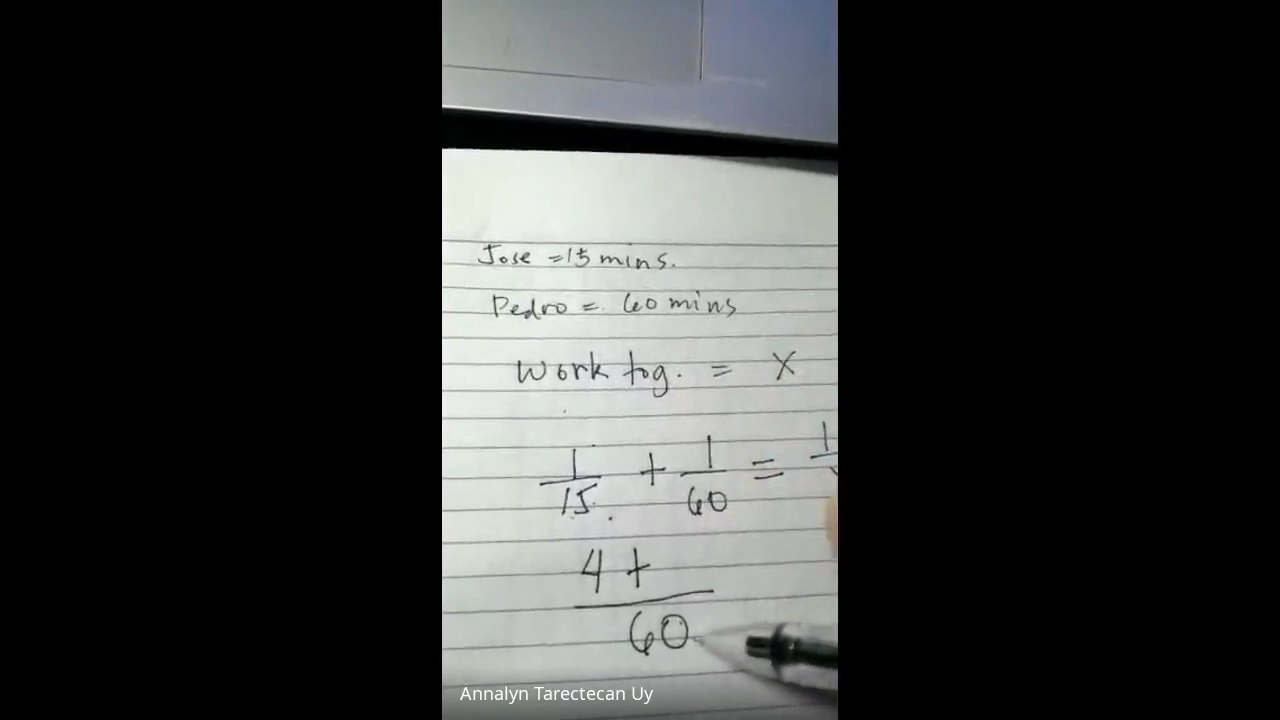 Jose = 15 mins.
Pedro = 60 mins
Work tog. = X
1/15 + 1/60 = 1/
4 +
60
Annalyn Tarectecan Uy